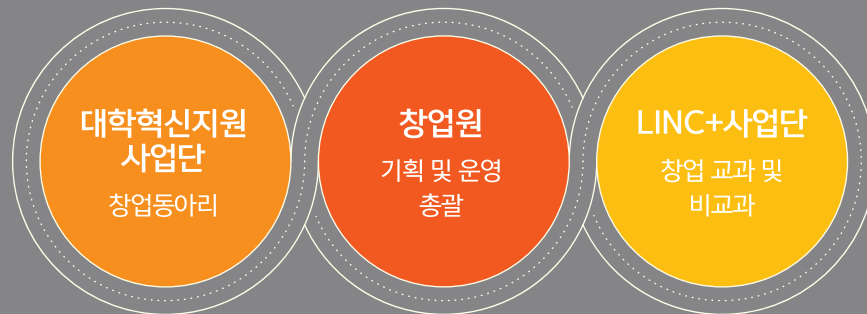 대학혁신지원
사업단
창업동아리
창업원
기획 및 운영
총괄
LINC+사업단
창업 교과 및
비교과